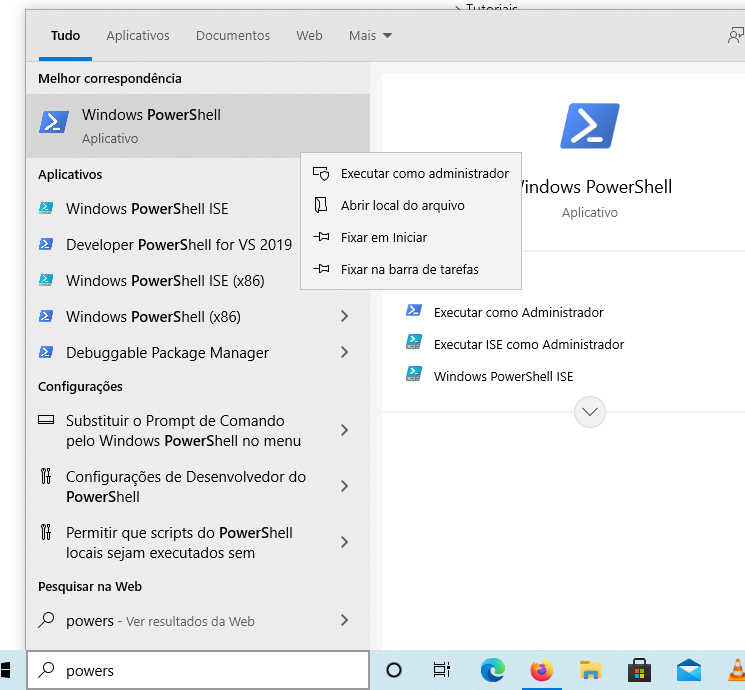 Tutoriais
Tudo
Aplicativos
Documentos
Web
Mais
Melhor correspondência
Windows PowerShell
Aplicativo
Executar como administrador
Abrir local do arquivo
Fixar em Iniciar
Fixar na barra de tarefas
Aplicativos
Windows PowerShell ISE
Developer PowerShell for VS 2019
Windows PowerShell ISE (x86)
Windows PowerShell (x86)
Debuggable Package Manager
Configurações
Substituir o Prompt de Comando
pelo Windows PowerShell no menu
Configurações de Desenvolvedor do
PowerShell
Permitir que scripts do PowerShell
locais sejam executados sem
Pesquisar na Web
powers - Ver resultados da Web
powers
Windows PowerShell
Aplicativo
Executar como Administrador
Executar ISE como Administrador
Windows PowerShell ISE